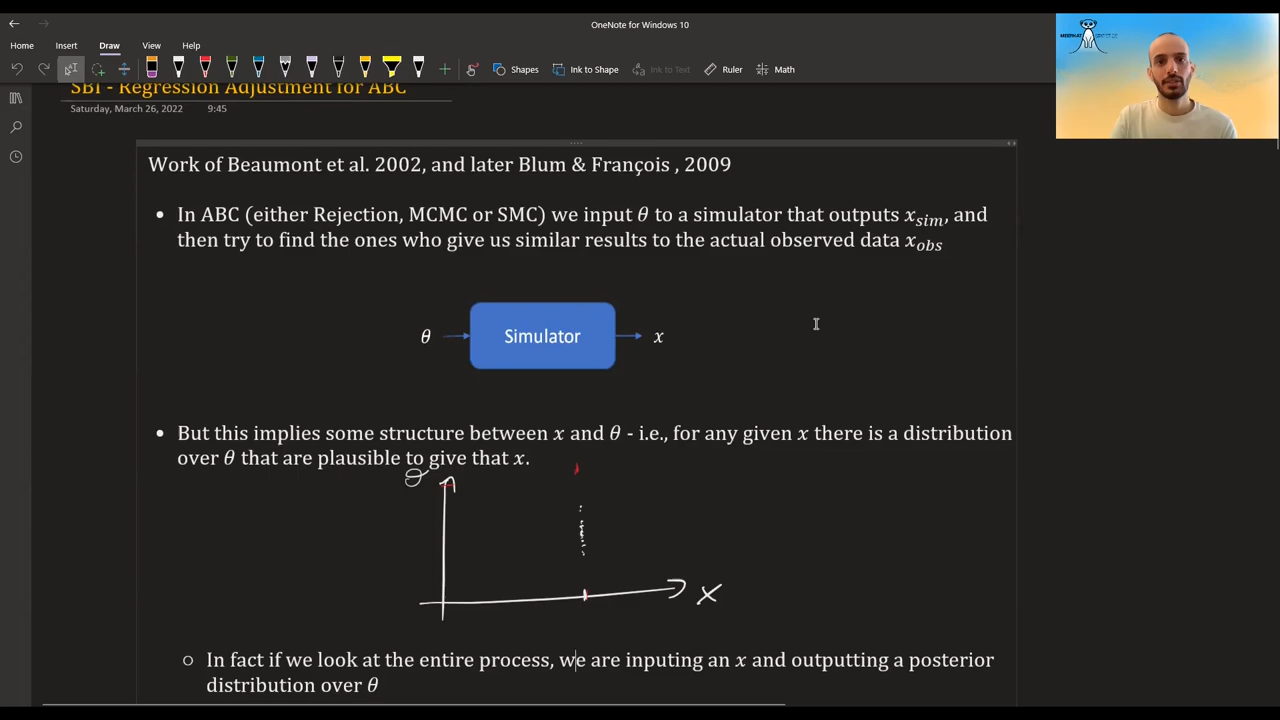 OneNote for Windows 10
Home Insert Draw View Help
Shapes Ink to Shape Ink to Text Ruler Math
SBI - Regression Adjustment for ABC
Saturday, March 26, 2022 9:45
Work of Beaumont et al. 2002, and later Blum & François , 2009
• In ABC (either Rejection, MCMC or SMC) we input θ to a simulator that outputs x_sim, and
then try to find the ones who give us similar results to the actual observed data x_obs
θ Simulator x
• But this implies some structure between x and θ - i.e., for any given x there is a distribution
over θ that are plausible to give that x.
θ
x
○ In fact if we look at the entire process, we are inputing an x and outputting a posterior
distribution over θ